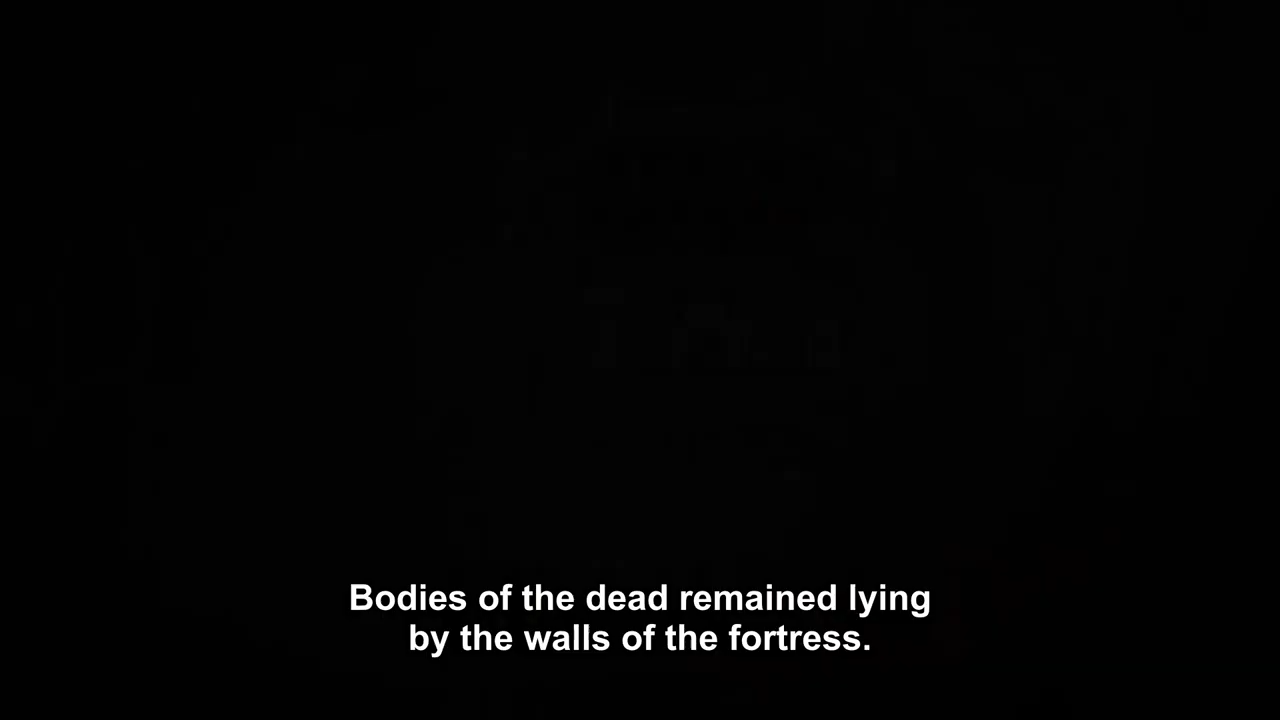 Bodies of the dead remained lying
by the walls of the fortress.